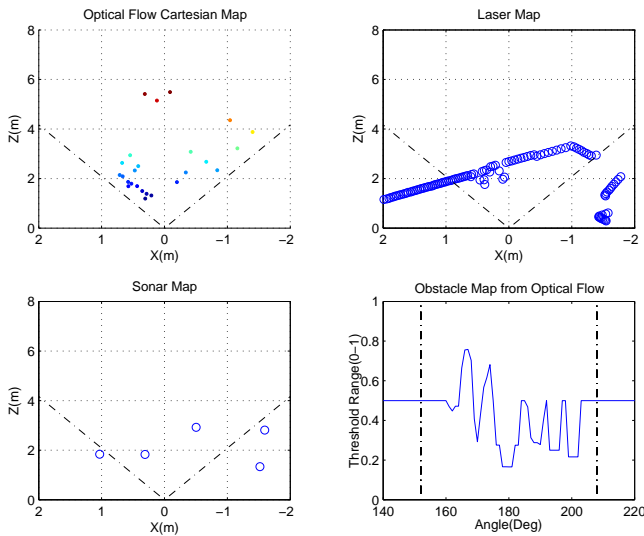 Optical Flow Cartesian Map
8
6
4
2
0
Z(m)
2 1 0 −1 −2
X(m)
Laser Map
8
6
4
2
0
Z(m)
2 1 0 −1 −2
X(m)
Sonar Map
8
6
4
2
0
Z(m)
2 1 0 −1 −2
X(m)
Obstacle Map from Optical Flow
1
0.8
0.6
0.4
0.2
0
Threshold Range(0−1)
140 160 180 200 220
Angle(Deg)